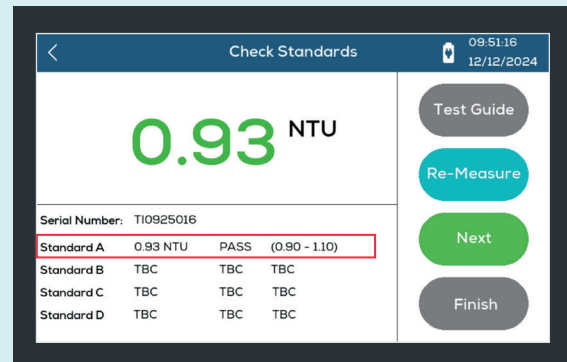 Check Standards
09:51:16
12/12/2024
0.93 NTU
Test Guide
Re-Measure
Next
Finish
Serial Number: TI0925016
Standard A 0.93 NTU PASS (0.90 - 1.10)
Standard B TBC TBC TBC
Standard C TBC TBC TBC
Standard D TBC TBC TBC